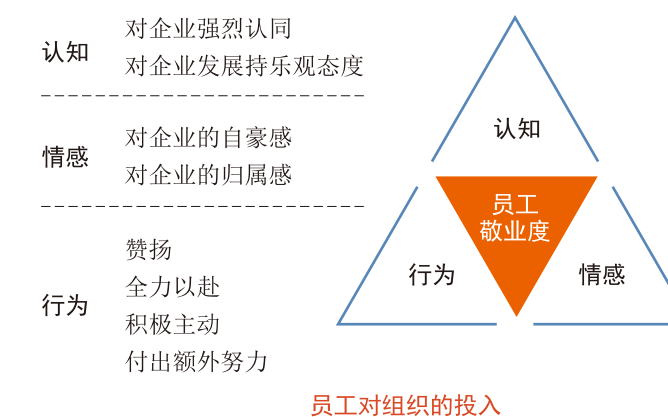 认知
对企业强烈认同
对企业发展持乐观态度
情感
对企业的自豪感
对企业的归属感
行为
赞扬
全力以赴
积极主动
付出额外努力
认知
员工
敬业度
行为
情感
员工对组织的投入